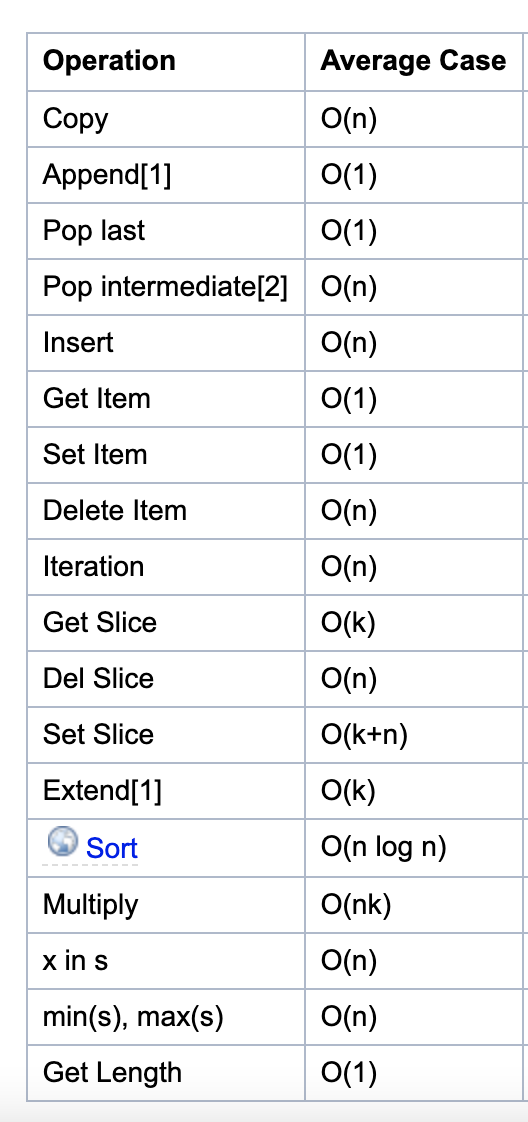 Operation Average Case
Copy O(n)
Append[1] O(1)
Pop last O(1)
Pop intermediate[2] O(n)
Insert O(n)
Get Item O(1)
Set Item O(1)
Delete Item O(n)
Iteration O(n)
Get Slice O(k)
Del Slice O(n)
Set Slice O(k+n)
Extend[1] O(k)
Sort O(n log n)
Multiply O(nk)
x in s O(n)
min(s), max(s) O(n)
Get Length O(1)